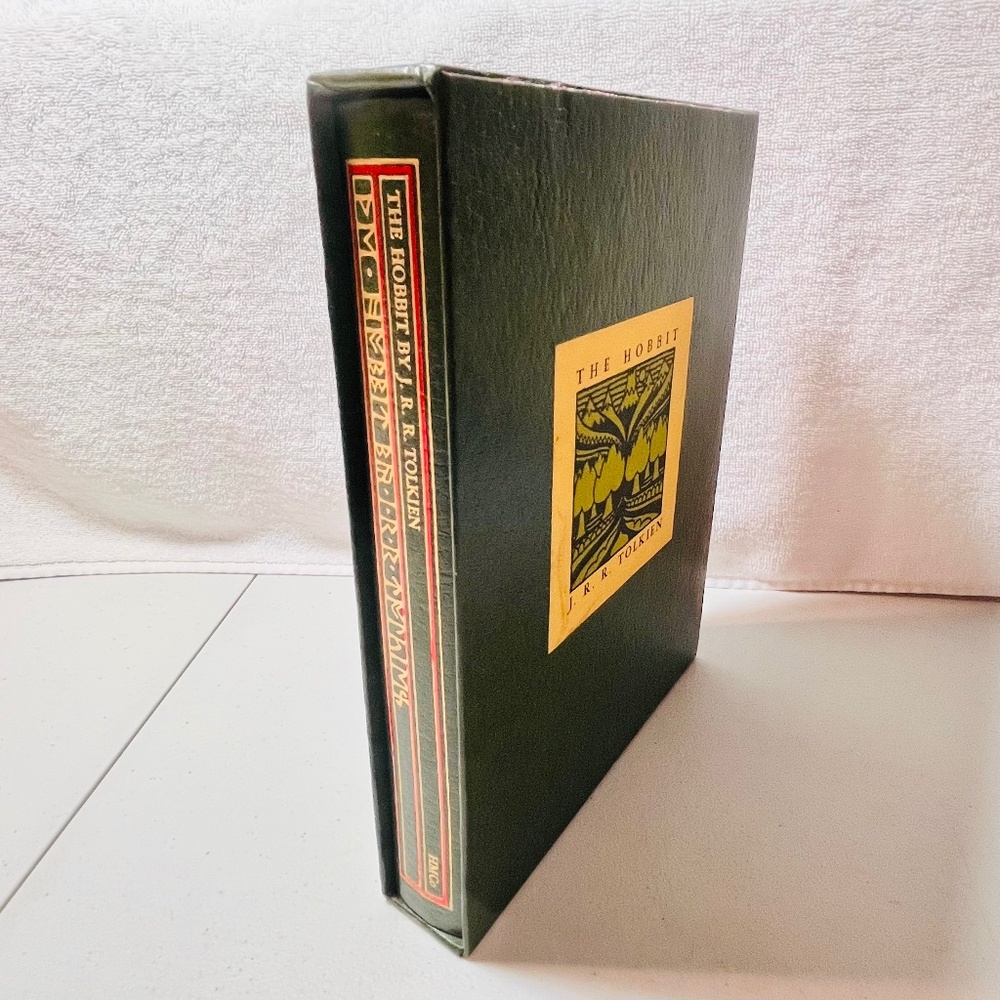 THE HOBBIT BY J. R. R. TOLKIEN
HMCo
THE HOBBIT
J. R. R. TOLKIEN